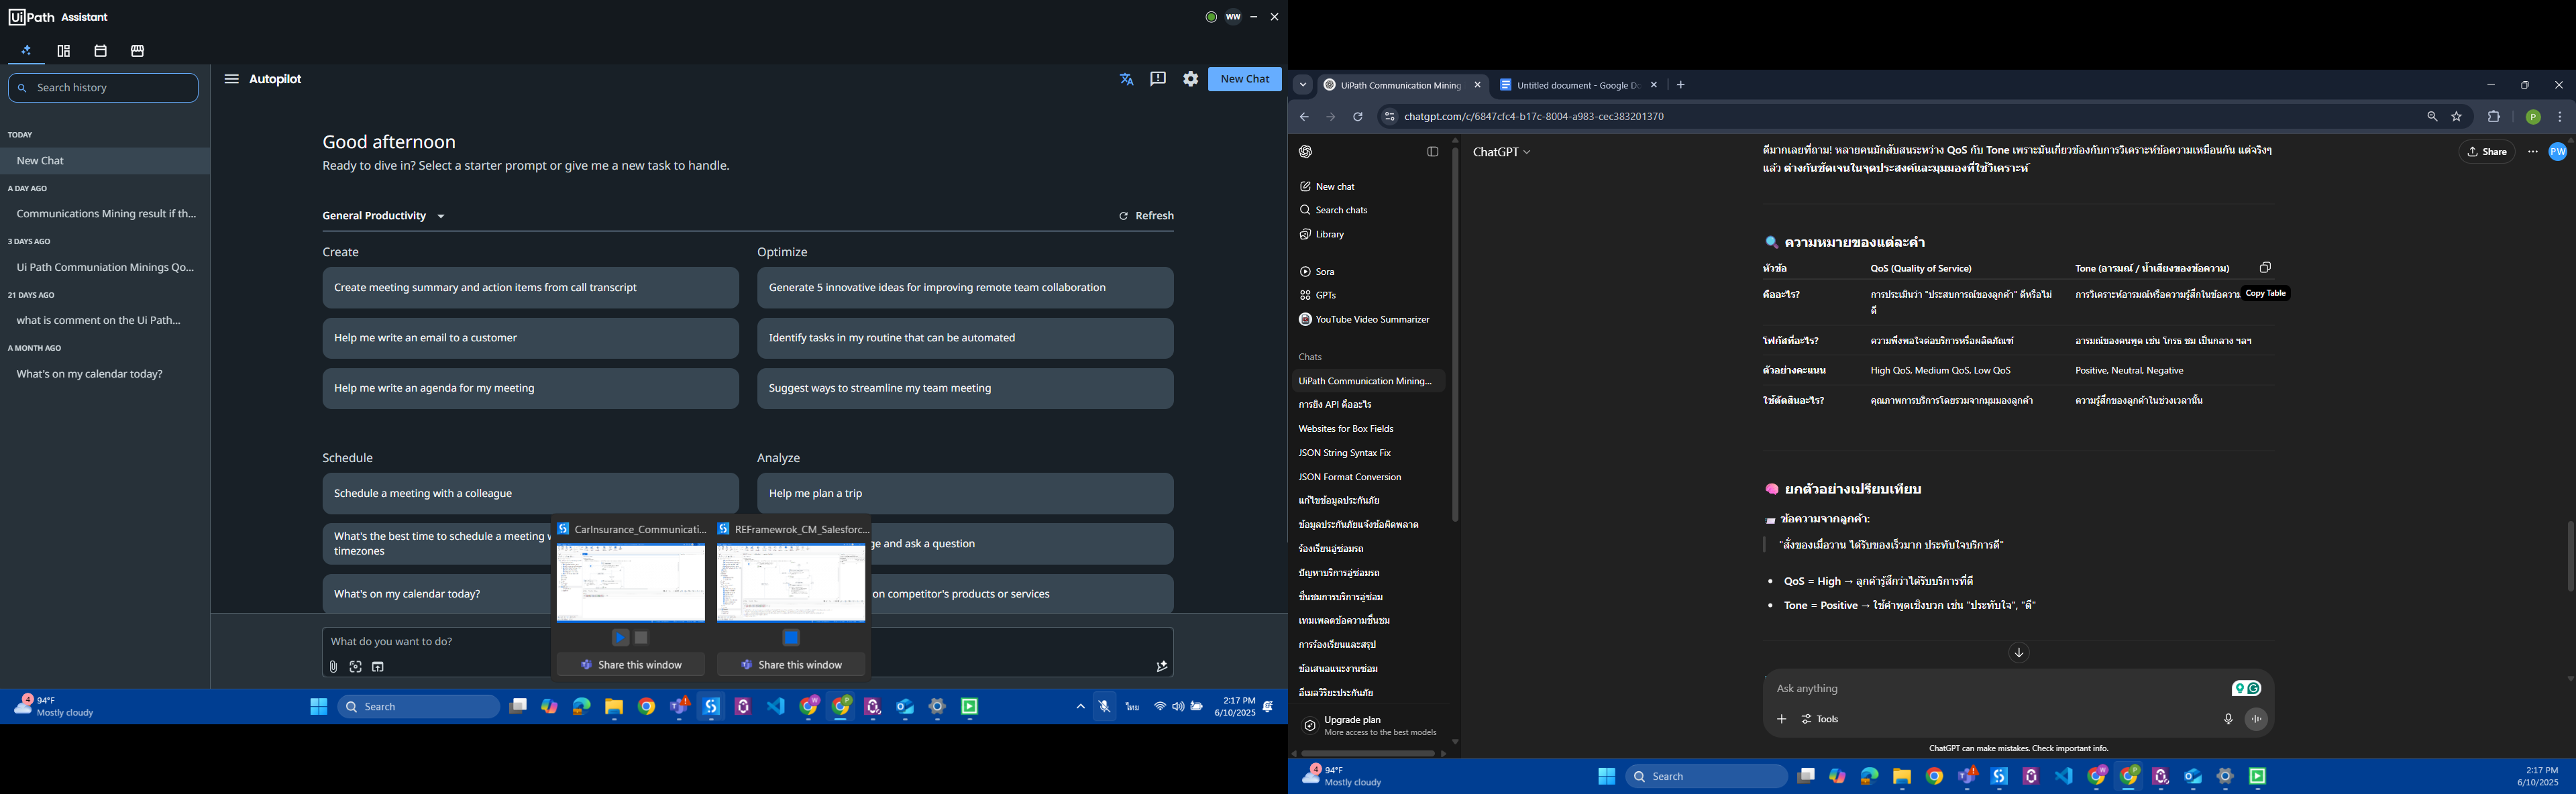 UiPath Assistant
WW
Search history
Autopilot
New Chat
TODAY
New Chat
A DAY AGO
Communications Mining result if th...
3 DAYS AGO
Ui Path Communiation Minings Qo...
21 DAYS AGO
what is comment on the Ui Path...
A MONTH AGO
What's on my calendar today?
Good afternoon
Ready to dive in? Select a starter prompt or give me a new task to handle.
General Productivity
Refresh
Create
Optimize
Create meeting summary and action items from call transcript
Generate 5 innovative ideas for improving remote team collaboration
Help me write an email to a customer
Identify tasks in my routine that can be automated
Help me write an agenda for my meeting
Suggest ways to streamline my team meeting
Schedule
Analyze
Schedule a meeting with a colleague
Help me plan a trip
What's the best time to schedule a meeting
timezones
ge and ask a question
What's on my calendar today?
on competitor's products or services
CarInsurance_Communicati...
REFramewrok_CM_Salesforc...
Share this window
Share this window
What do you want to do?
94°F
Mostly cloudy
Search
ไทย
2:17 PM
6/10/2025
UiPath Communication Mining
Untitled document - Google Do
chatgpt.com/c/6847cfc4-b17c-8004-a983-cec383201370
P
New chat
Search chats
Library
Sora
GPTs
YouTube Video Summarizer
Chats
UiPath Communication Mining...
การยิง API คืออะไร
Websites for Box Fields
JSON String Syntax Fix
JSON Format Conversion
แก้ไขข้อมูลประกันภัย
ข้อมูลประกันภัยแจ้งข้อผิดพลาด
ร้องเรียนอู่ซ่อมรถ
ปัญหาบริการอู่ซ่อมรถ
ชื่นชมการบริการอู่ซ่อม
เทมเพลตข้อความชื่นชม
การร้องเรียนและสรุป
ข้อเสนอแนะงานซ่อม
อีเมลวิริยะประกันภัย
Upgrade plan
More access to the best models
ChatGPT
Share
PW
ดีมากเลยที่ถาม! หลายคนมักสับสนระหว่าง QoS กับ Tone เพราะมันเกี่ยวข้องกับการวิเคราะห์ข้อความเหมือนกัน แต่จริงๆ
แล้ว ต่างกันชัดเจนในจุดประสงค์และมุมมองที่ใช้วิเคราะห์
ความหมายของแต่ละคำ
หัวข้อ
QoS (Quality of Service)
Tone (อารมณ์ / น้ำเสียงของข้อความ)
Copy Table
คืออะไร?
การประเมินว่า "ประสบการณ์ของลูกค้า" ดีหรือไม่
ดี
การวิเคราะห์อารมณ์หรือความรู้สึกในข้อความ
โฟกัสที่อะไร?
ความพึงพอใจต่อบริการหรือผลิตภัณฑ์
อารมณ์ของคนพูด เช่น โกรธ ชม เป็นกลาง ฯลฯ
ตัวอย่างคะแนน
High QoS, Medium QoS, Low QoS
Positive, Neutral, Negative
ใช้ตัดสินอะไร?
คุณภาพการบริการโดยรวมจากมุมมองลูกค้า
ความรู้สึกของลูกค้าในช่วงเวลานั้น
ยกตัวอย่างเปรียบเทียบ
ข้อความจากลูกค้า:
"สั่งของเมื่อวาน ได้รับของเร็วมาก ประทับใจบริการดี"
QoS = High → ลูกค้ารู้สึกว่าได้รับบริการที่ดี
Tone = Positive → ใช้คำพูดเชิงบวก เช่น "ประทับใจ", "ดี"
Ask anything
Tools
ChatGPT can make mistakes. Check important info.
94°F
Mostly cloudy
Search
2:17 PM
6/10/2025